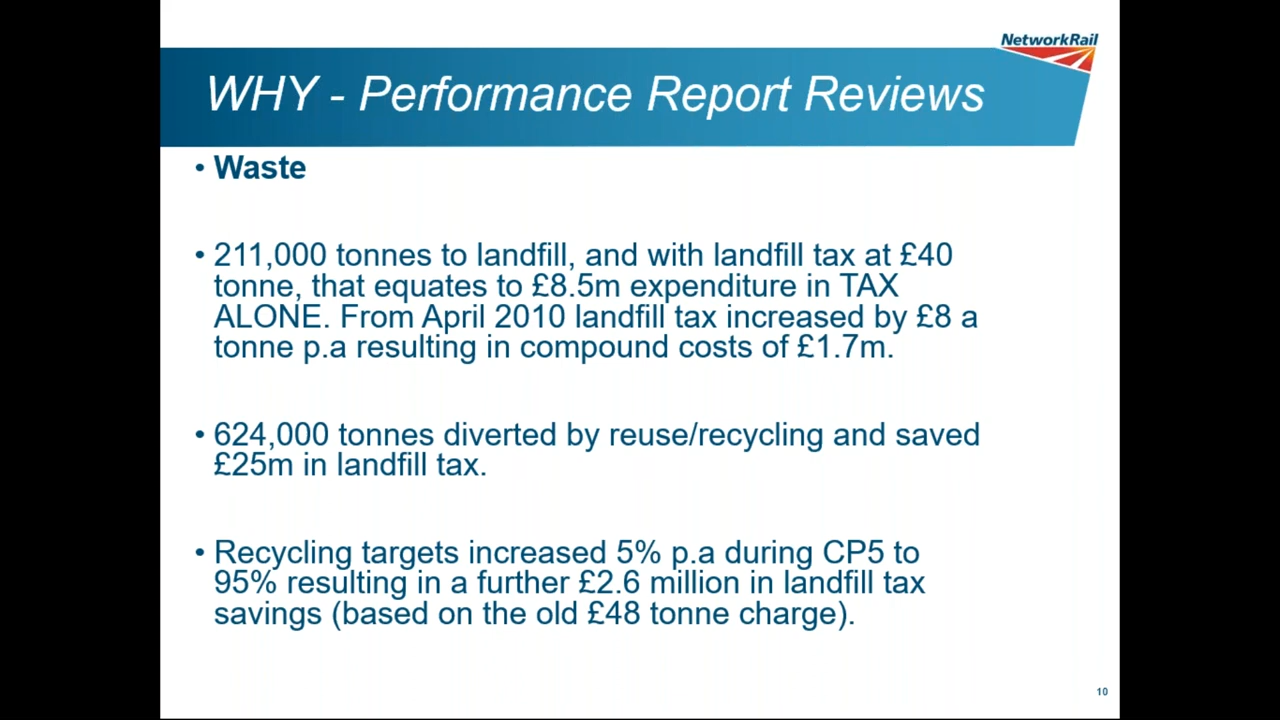 NetworkRail
WHY - Performance Report Reviews
• Waste
• 211,000 tonnes to landfill, and with landfill tax at £40
tonne, that equates to £8.5m expenditure in TAX
ALONE. From April 2010 landfill tax increased by £8 a
tonne p.a resulting in compound costs of £1.7m.
• 624,000 tonnes diverted by reuse/recycling and saved
£25m in landfill tax.
• Recycling targets increased 5% p.a during CP5 to
95% resulting in a further £2.6 million in landfill tax
savings (based on the old £48 tonne charge).
10